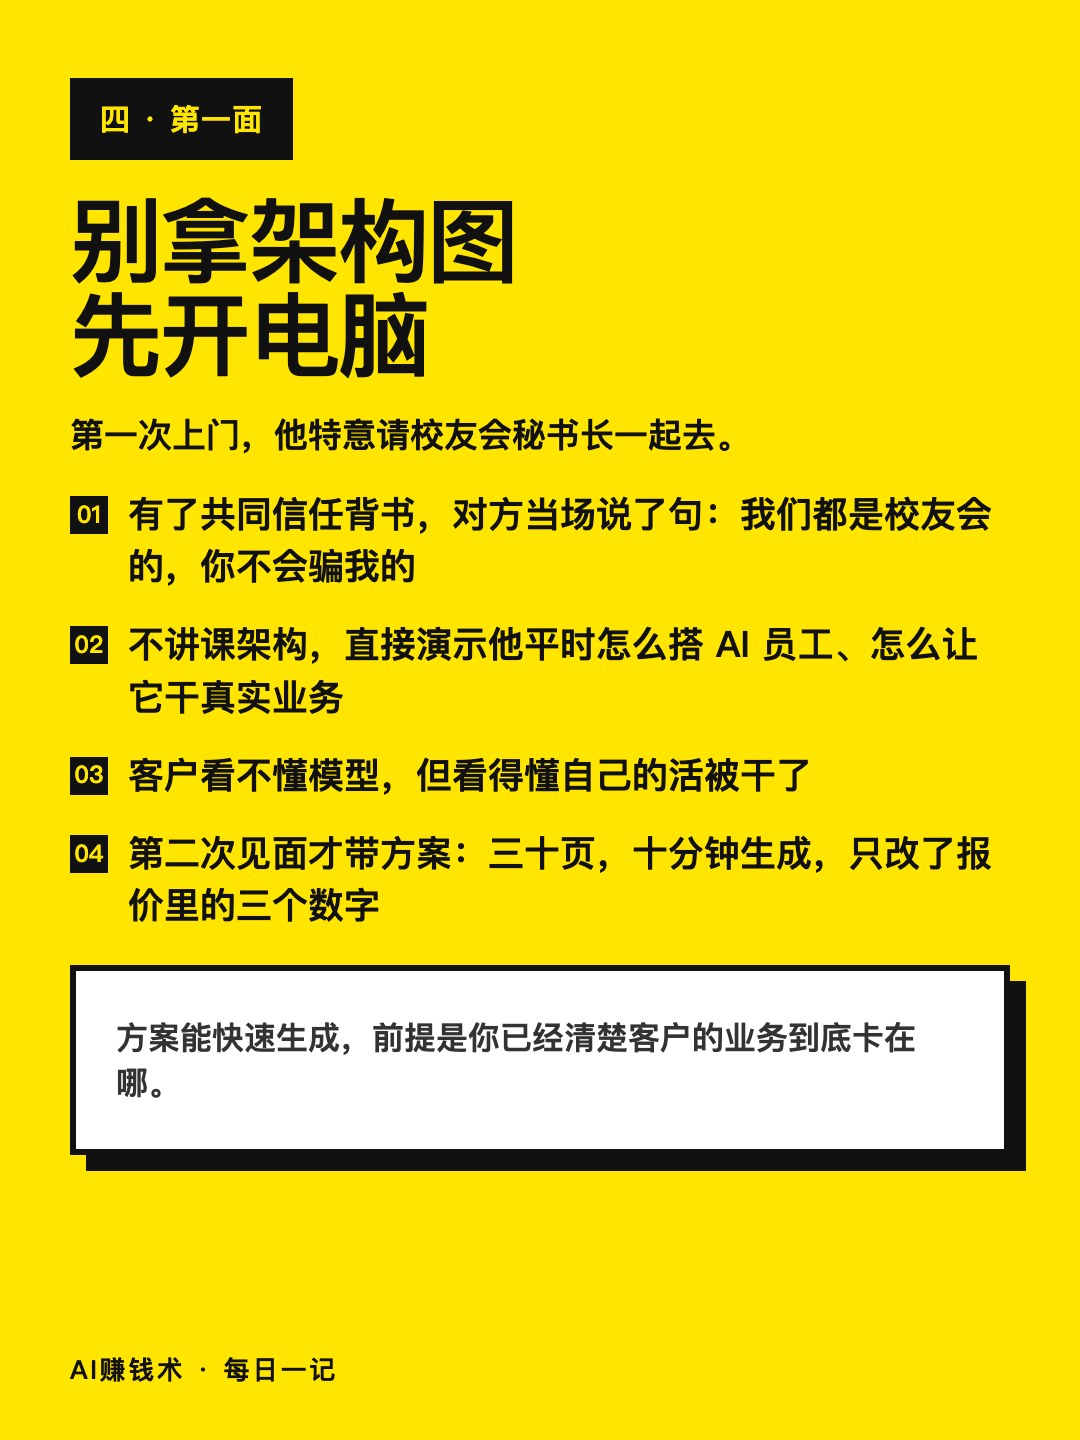 四 · 第一面
别拿架构图
先开电脑
第一次上门，他特意请校友会秘书长一起去。
01 有了共同信任背书，对方当场说了句：我们都是校友会
的，你不会骗我的
02 不讲课架构，直接演示他平时怎么搭 AI 员工、怎么让
它干真实业务
03 客户看不懂模型，但看得懂自己的活被干了
04 第二次见面才带方案：三十页，十分钟生成，只改了报
价里的三个数字
方案能快速生成，前提是你已经清楚客户的业务到底卡在
哪。
AI赚钱术 · 每日一记